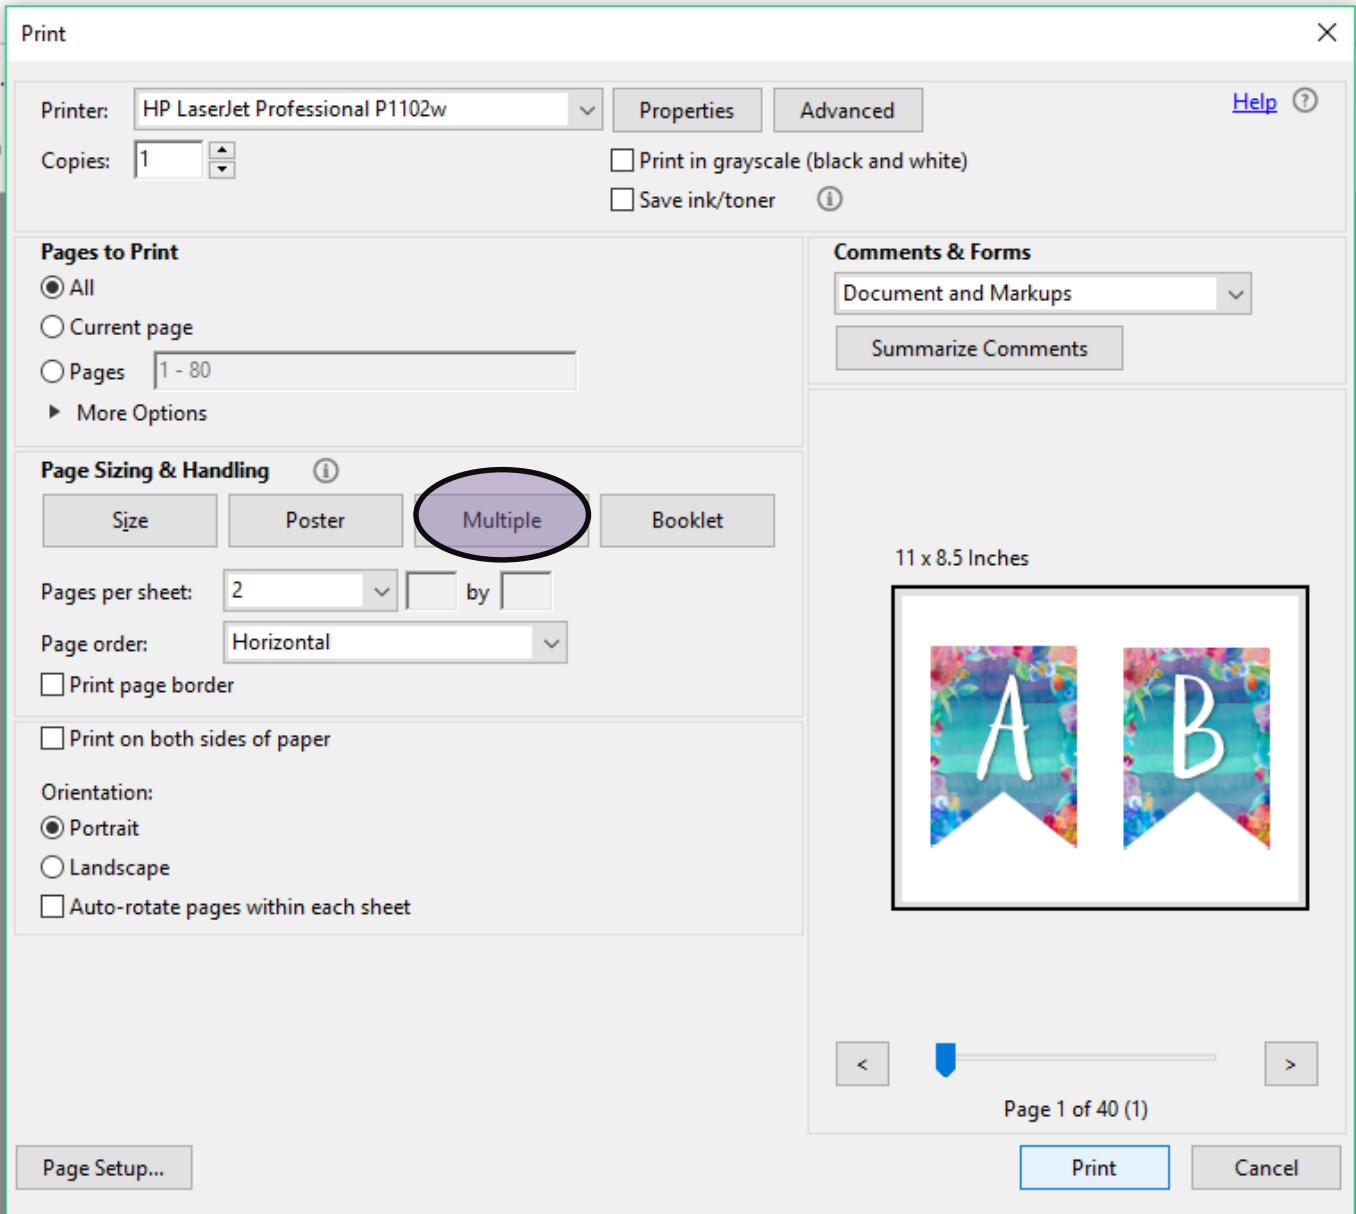 Print
Printer: HP LaserJet Professional P1102w Properties Advanced Help ?
Copies: 1 Print in grayscale (black and white)
Save ink/toner i
Pages to Print
All
Current page
Pages 1 - 80
More Options
Comments & Forms
Document and Markups
Summarize Comments
Page Sizing & Handling i
Size Poster Multiple Booklet
Pages per sheet: 2 by
Page order: Horizontal
Print page border
Print on both sides of paper
Orientation:
Portrait
Landscape
Auto-rotate pages within each sheet
11 x 8.5 Inches
A B
< >
Page 1 of 40 (1)
Page Setup... Print Cancel